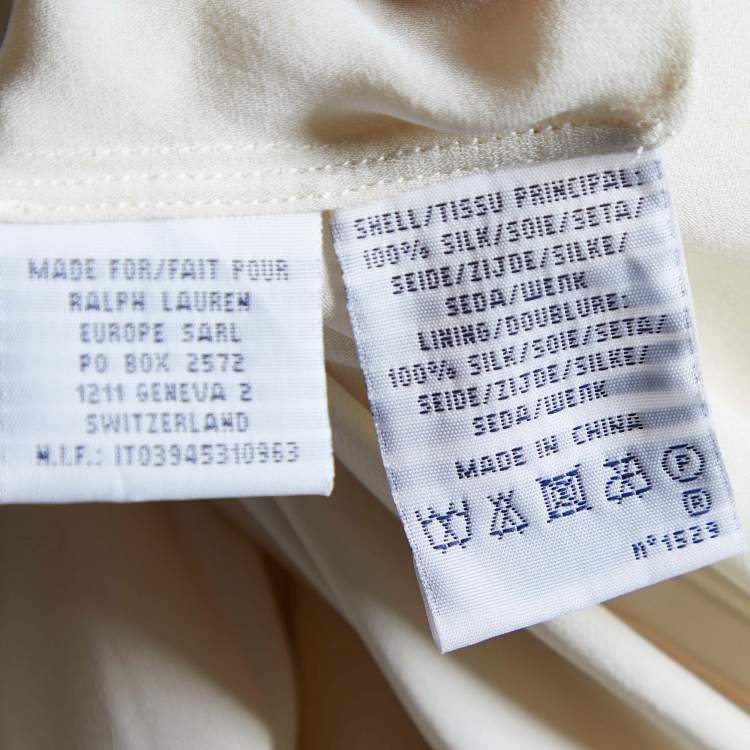 MADE FOR/FAIT POUR
RALPH LAUREN
EUROPE SARL
PO BOX 2572
1211 GENEVA 2
SWITZERLAND
N.I.F.: IT03945310963
SHELL/TISSU PRINCIPAL:
100% SILK/SOIE/SETA/
SEIDE/ZIJDE/SILKE/
SEDA/ШЕЛК
LINING/DOUBLURE:
100% SILK/SOIE/SETA/
SEIDE/ZIJDE/SILKE/
SEDA/ШЕЛК
MADE IN CHINA
P
N°1523